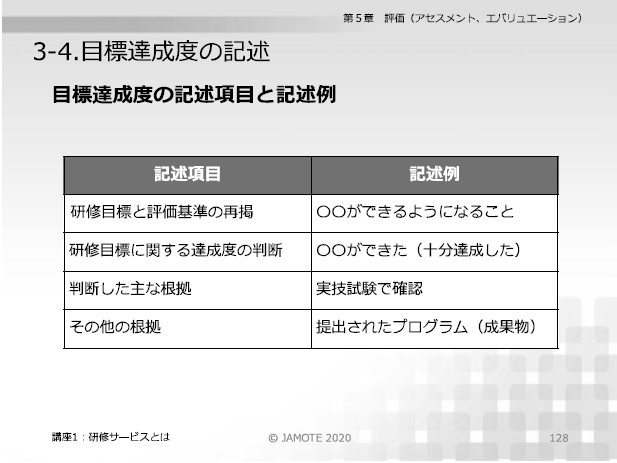 第5章　評価（アセスメント、エバリュエーション）
3-4.目標達成度の記述
目標達成度の記述項目と記述例
記述項目　記述例
研修目標と評価基準の再掲　〇〇ができるようになること
研修目標に関する達成度の判断　〇〇ができた（十分達成した）
判断した主な根拠　実技試験で確認
その他の根拠　提出されたプログラム（成果物）
講座1：研修サービスとは　© JAMOTE 2020　128